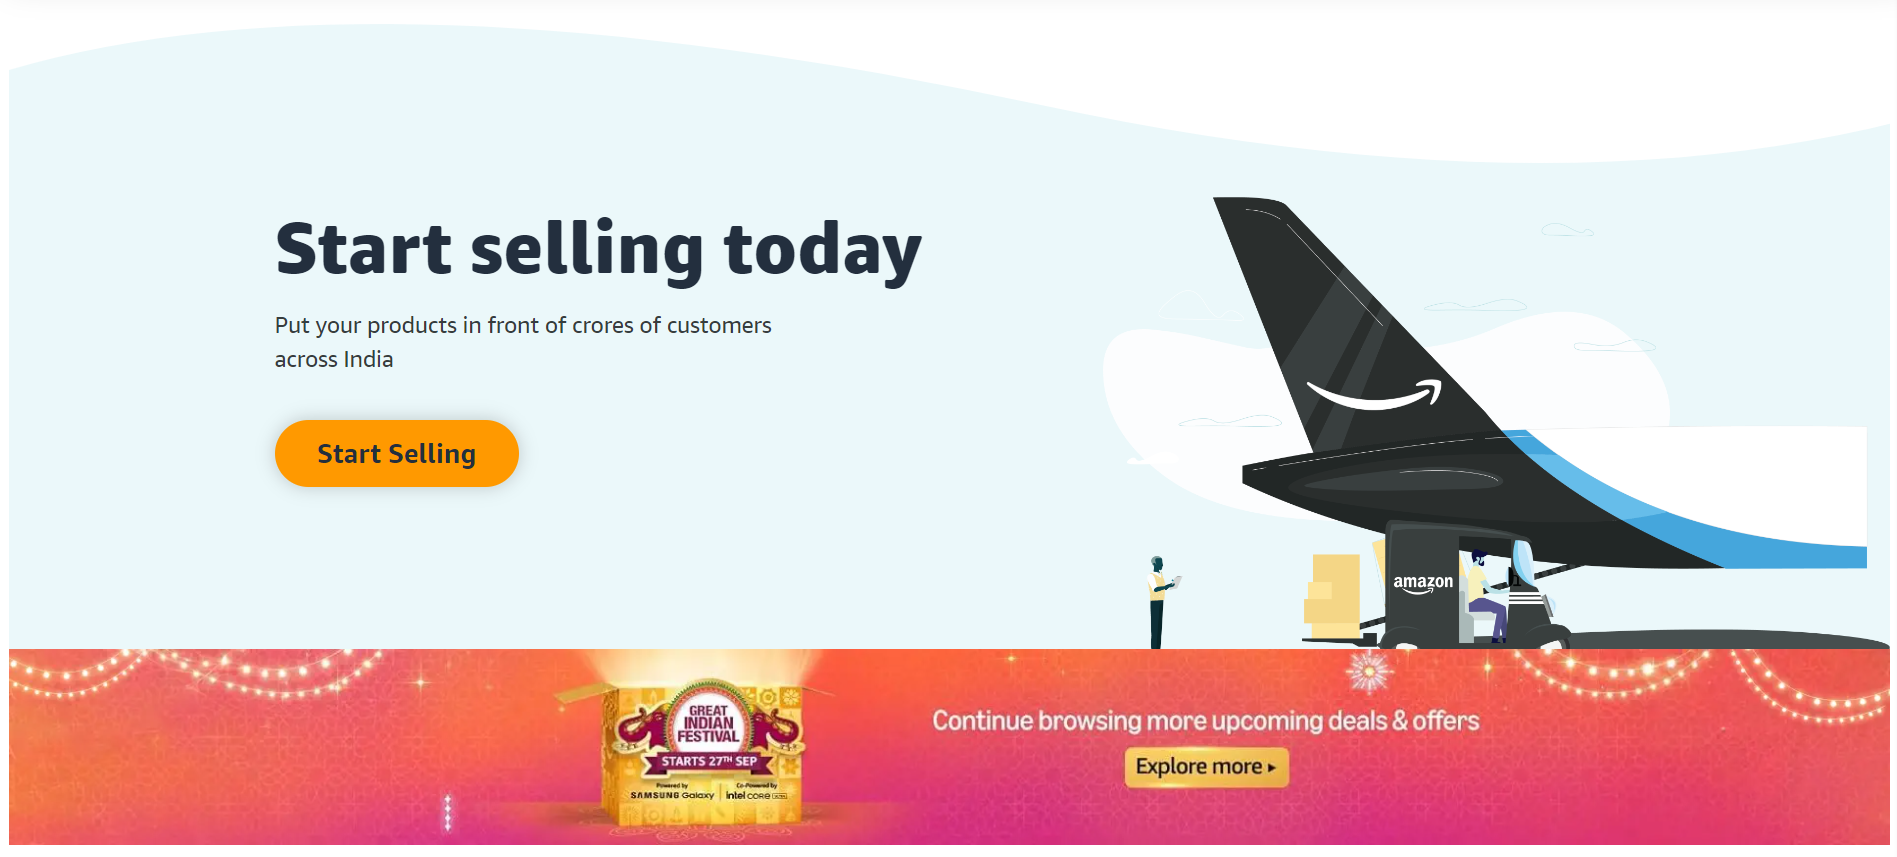 Start selling today
Put your products in front of crores of customers
across India
Start Selling
amazon
GREAT
INDIAN
FESTIVAL
STARTS 27TH SEP
Powered by
SAMSUNG Galaxy
Co-Powered by
intel CORE
Continue browsing more upcoming deals & offers
Explore more ▸